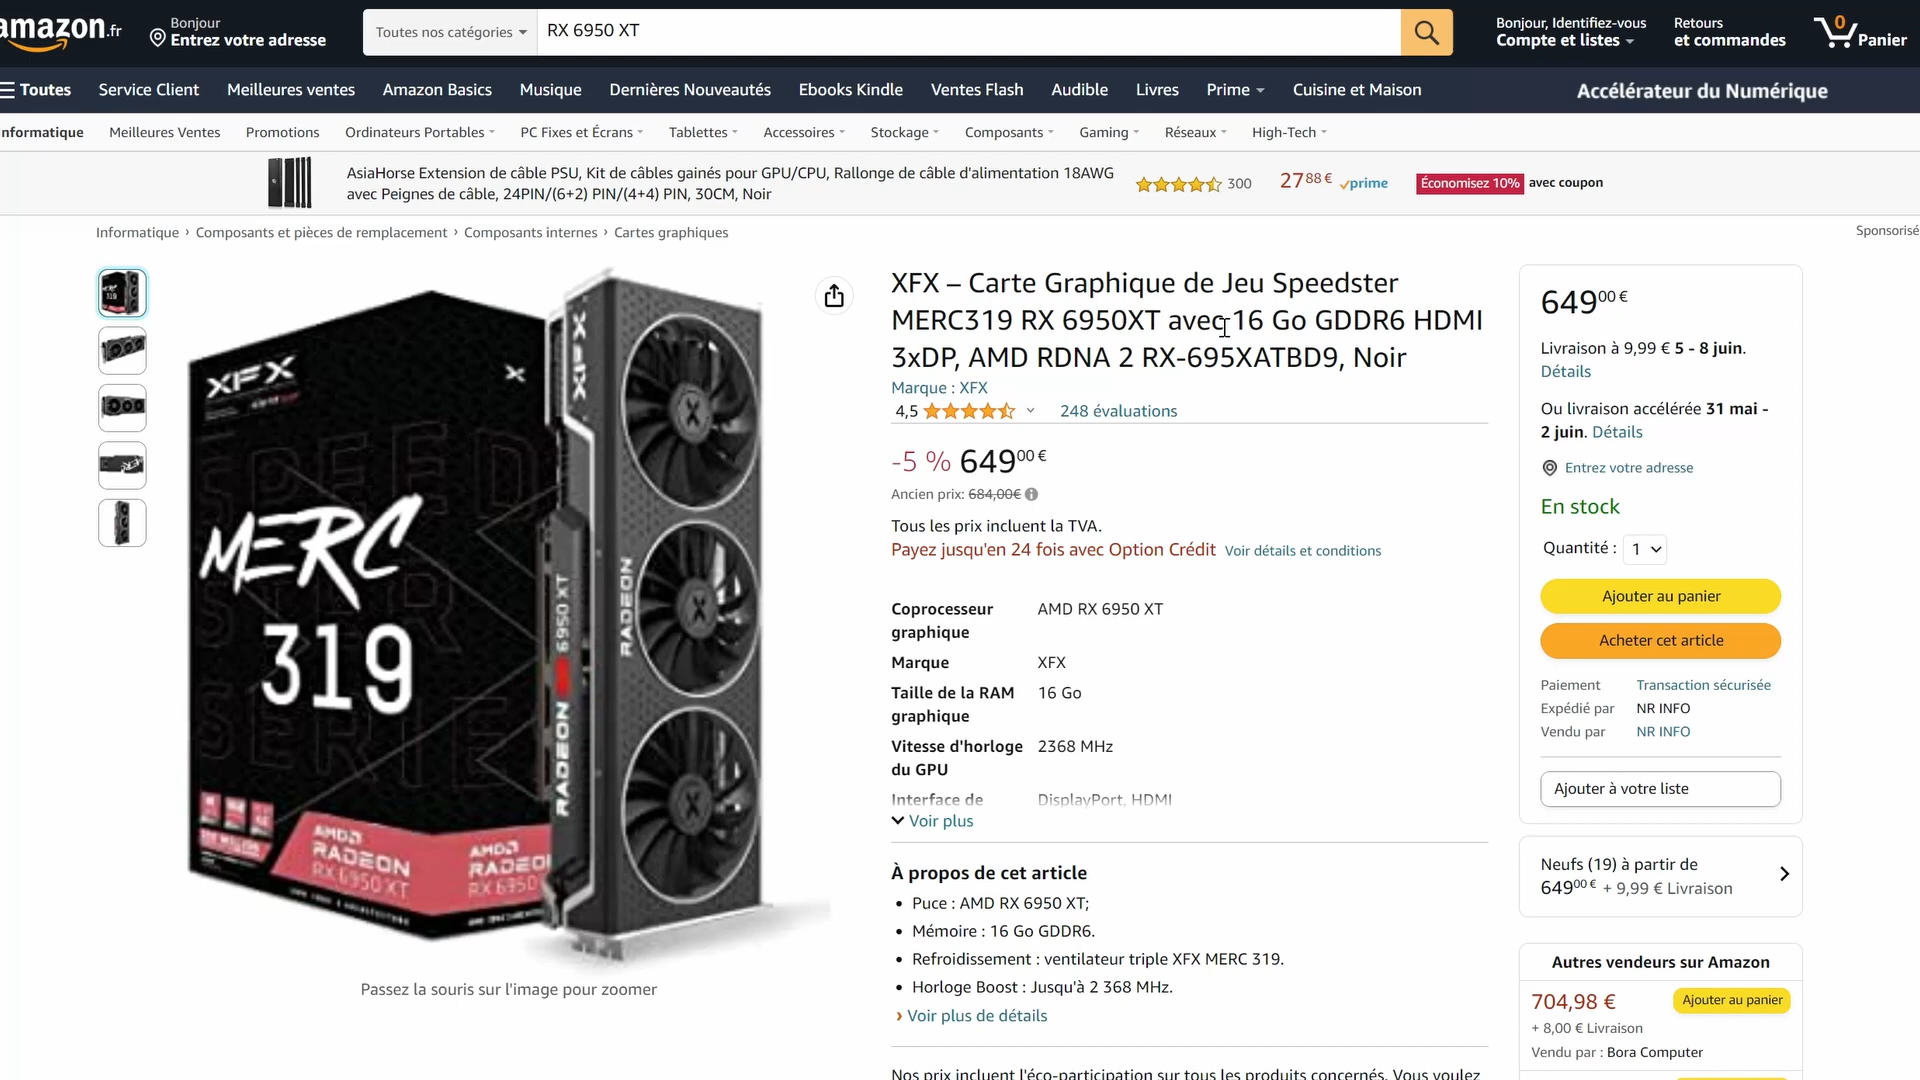 amazon.fr
Bonjour
Entrez votre adresse
Toutes nos catégories
RX 6950 XT
Bonjour, Identifiez-vous
Compte et listes
Retours
et commandes
0
Panier
Toutes
Service Client
Meilleures ventes
Amazon Basics
Musique
Dernières Nouveautés
Ebooks Kindle
Ventes Flash
Audible
Livres
Prime
Cuisine et Maison
Accélérateur du Numérique
nformatique
Meilleures Ventes
Promotions
Ordinateurs Portables
PC Fixes et Écrans
Tablettes
Accessoires
Stockage
Composants
Gaming
Réseaux
High-Tech
AsiaHorse Extension de câble PSU, Kit de câbles gainés pour GPU/CPU, Rallonge de câble d'alimentation 18AWG
avec Peignes de câble, 24PIN/(6+2) PIN/(4+4) PIN, 30CM, Noir
300
27,88 € prime
Économisez 10% avec coupon
Informatique › Composants et pièces de remplacement › Composants internes › Cartes graphiques
Sponsorisé
XFX
MERC
319
SPEED
STER
SERIE
AMD
RADEON
RX 6950 XT
AMD
RADEON
RX 6950
XFX
RADEON
RADEON RX 6950 XT
Passez la souris sur l'image pour zoomer
XFX – Carte Graphique de Jeu Speedster
MERC319 RX 6950XT avec 16 Go GDDR6 HDMI
3xDP, AMD RDNA 2 RX-695XATBD9, Noir
Marque : XFX
4,5
248 évaluations
-5 % 649,00 €
Ancien prix: 684,00€
Tous les prix incluent la TVA.
Payez jusqu'en 24 fois avec Option Crédit Voir détails et conditions
Coprocesseur
graphique
AMD RX 6950 XT
Marque
XFX
Taille de la RAM
graphique
16 Go
Vitesse d'horloge
du GPU
2368 MHz
Interface de
DisplayPort, HDMI
Voir plus
À propos de cet article
• Puce : AMD RX 6950 XT;
• Mémoire : 16 Go GDDR6.
• Refroidissement : ventilateur triple XFX MERC 319.
• Horloge Boost : Jusqu'à 2 368 MHz.
› Voir plus de détails
Nos prix incluent l'éco-participation sur tous les produits concernés. Vous voulez
649,00 €
Livraison à 9,99 € 5 - 8 juin.
Détails
Ou livraison accélérée 31 mai -
2 juin. Détails
Entrez votre adresse
En stock
Quantité : 1
Ajouter au panier
Acheter cet article
Paiement
Transaction sécurisée
Expédié par
NR INFO
Vendu par
NR INFO
Ajouter à votre liste
Neufs (19) à partir de
649,00 € + 9,99 € Livraison
Autres vendeurs sur Amazon
704,98 €
Ajouter au panier
+ 8,00 € Livraison
Vendu par : Bora Computer